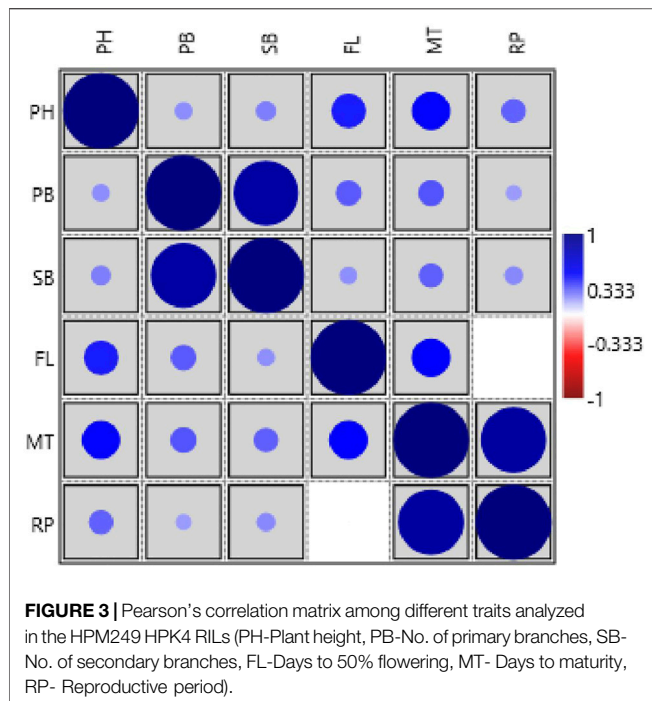 PH PB SB FL MT RP
PH
PB
SB
FL
MT
RP
1
0.333
-0.333
-1
FIGURE 3 | Pearson's correlation matrix among different traits analyzed
in the HPM249 HPK4 RILs (PH-Plant height, PB-No. of primary branches, SB-
No. of secondary branches, FL-Days to 50% flowering, MT- Days to maturity,
RP- Reproductive period).